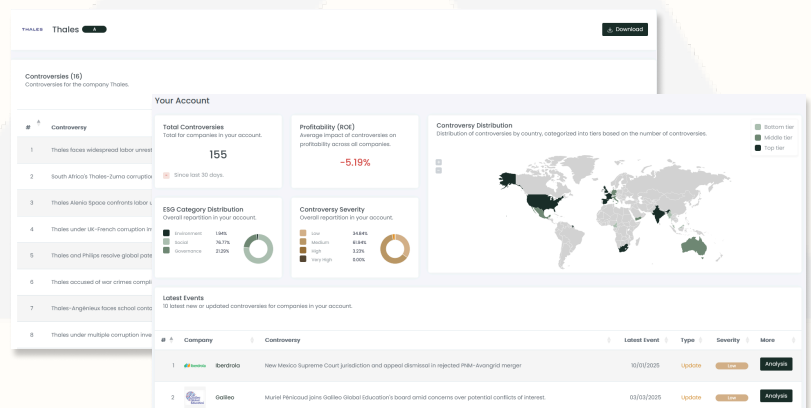 THALES
Thales
A
Download
Controversies (16)
Controversies for the company Thales.
#
Controversy
1
Thales faces widespread labor unrest
2
South Africa's Thales-Zuma corruptio
3
Thales Alenia Space confronts labor u
4
Thales under UK-French corruption in
5
Thales and Philips resolve global pate
6
Thales accused of war crimes compli
7
Thales-Angénieux faces school conta
8
Thales under multiple corruption inve
Your Account
Total Controversies
Total for companies in your account.
155
Since last 30 days.
Profitability (ROE)
Average impact of controversies on
profitability across all companies.
-5.19%
Controversy Distribution
Distribution of controversies by country, categorized into tiers based on the number of controversies.
Bottom tier
Middle tier
Top tier
ESG Category Distribution
Overall repartition in your account.
Environment 1.94%
Social 76.77%
Governance 21.29%
Controversy Severity
Overall repartition in your account.
Low 34.84%
Medium 61.94%
High 3.23%
Very High 0.00%
Latest Events
10 latest new or updated controversies for companies in your account.
# Company Controversy Latest Event Type Severity More
1 Iberdrola New Mexico Supreme Court jurisdiction and appeal dismissal in rejected PNM-Avangrid merger 10/01/2025 Update Low Analysis
2 Galileo Muriel Pénicaud joins Galileo Global Education's board amid concerns over potential conflicts of interest. 03/03/2025 Update Low Analysis